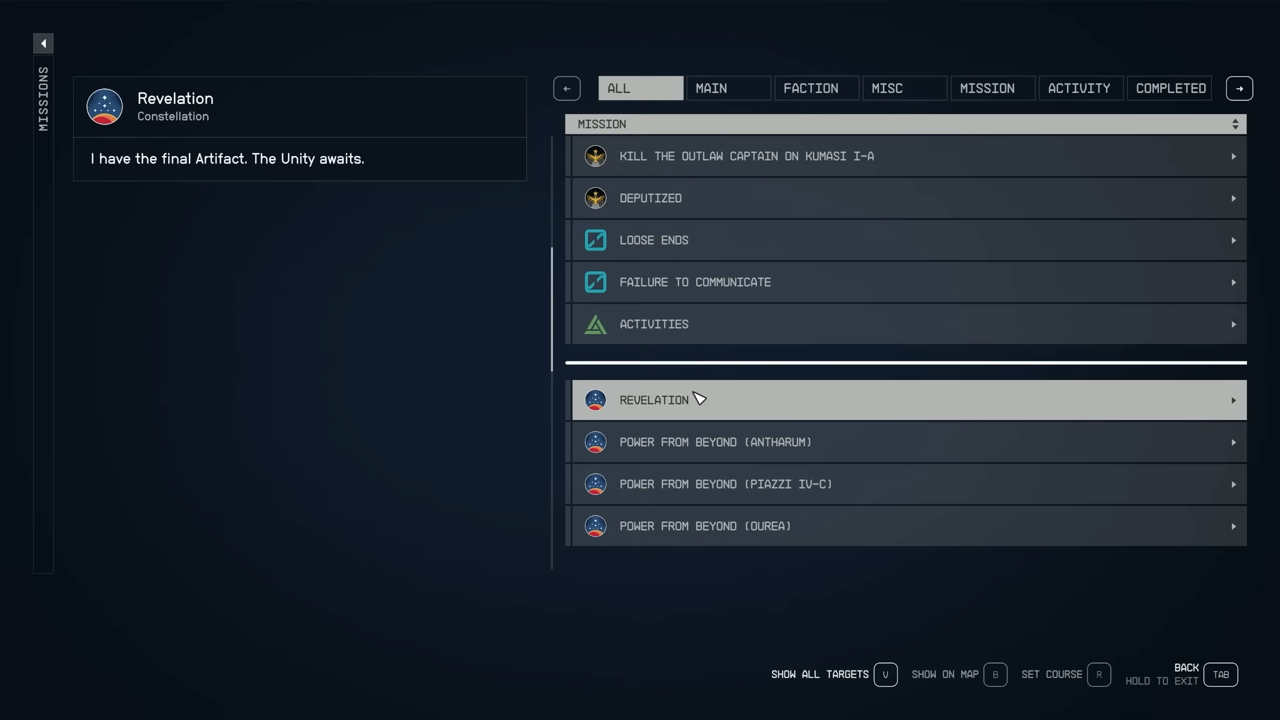 MISSIONS
Revelation
Constellation
I have the final Artifact. The Unity awaits.
ALL MAIN FACTION MISC MISSION ACTIVITY COMPLETED
MISSION
KILL THE OUTLAW CAPTAIN ON KUMASI I-A
DEPUTIZED
LOOSE ENDS
FAILURE TO COMMUNICATE
ACTIVITIES
REVELATION
POWER FROM BEYOND (ANTHARUM)
POWER FROM BEYOND (PIAZZI IV-C)
POWER FROM BEYOND (OUREA)
SHOW ALL TARGETS V SHOW ON MAP B SET COURSE R BACK TAB
HOLD TO EXIT